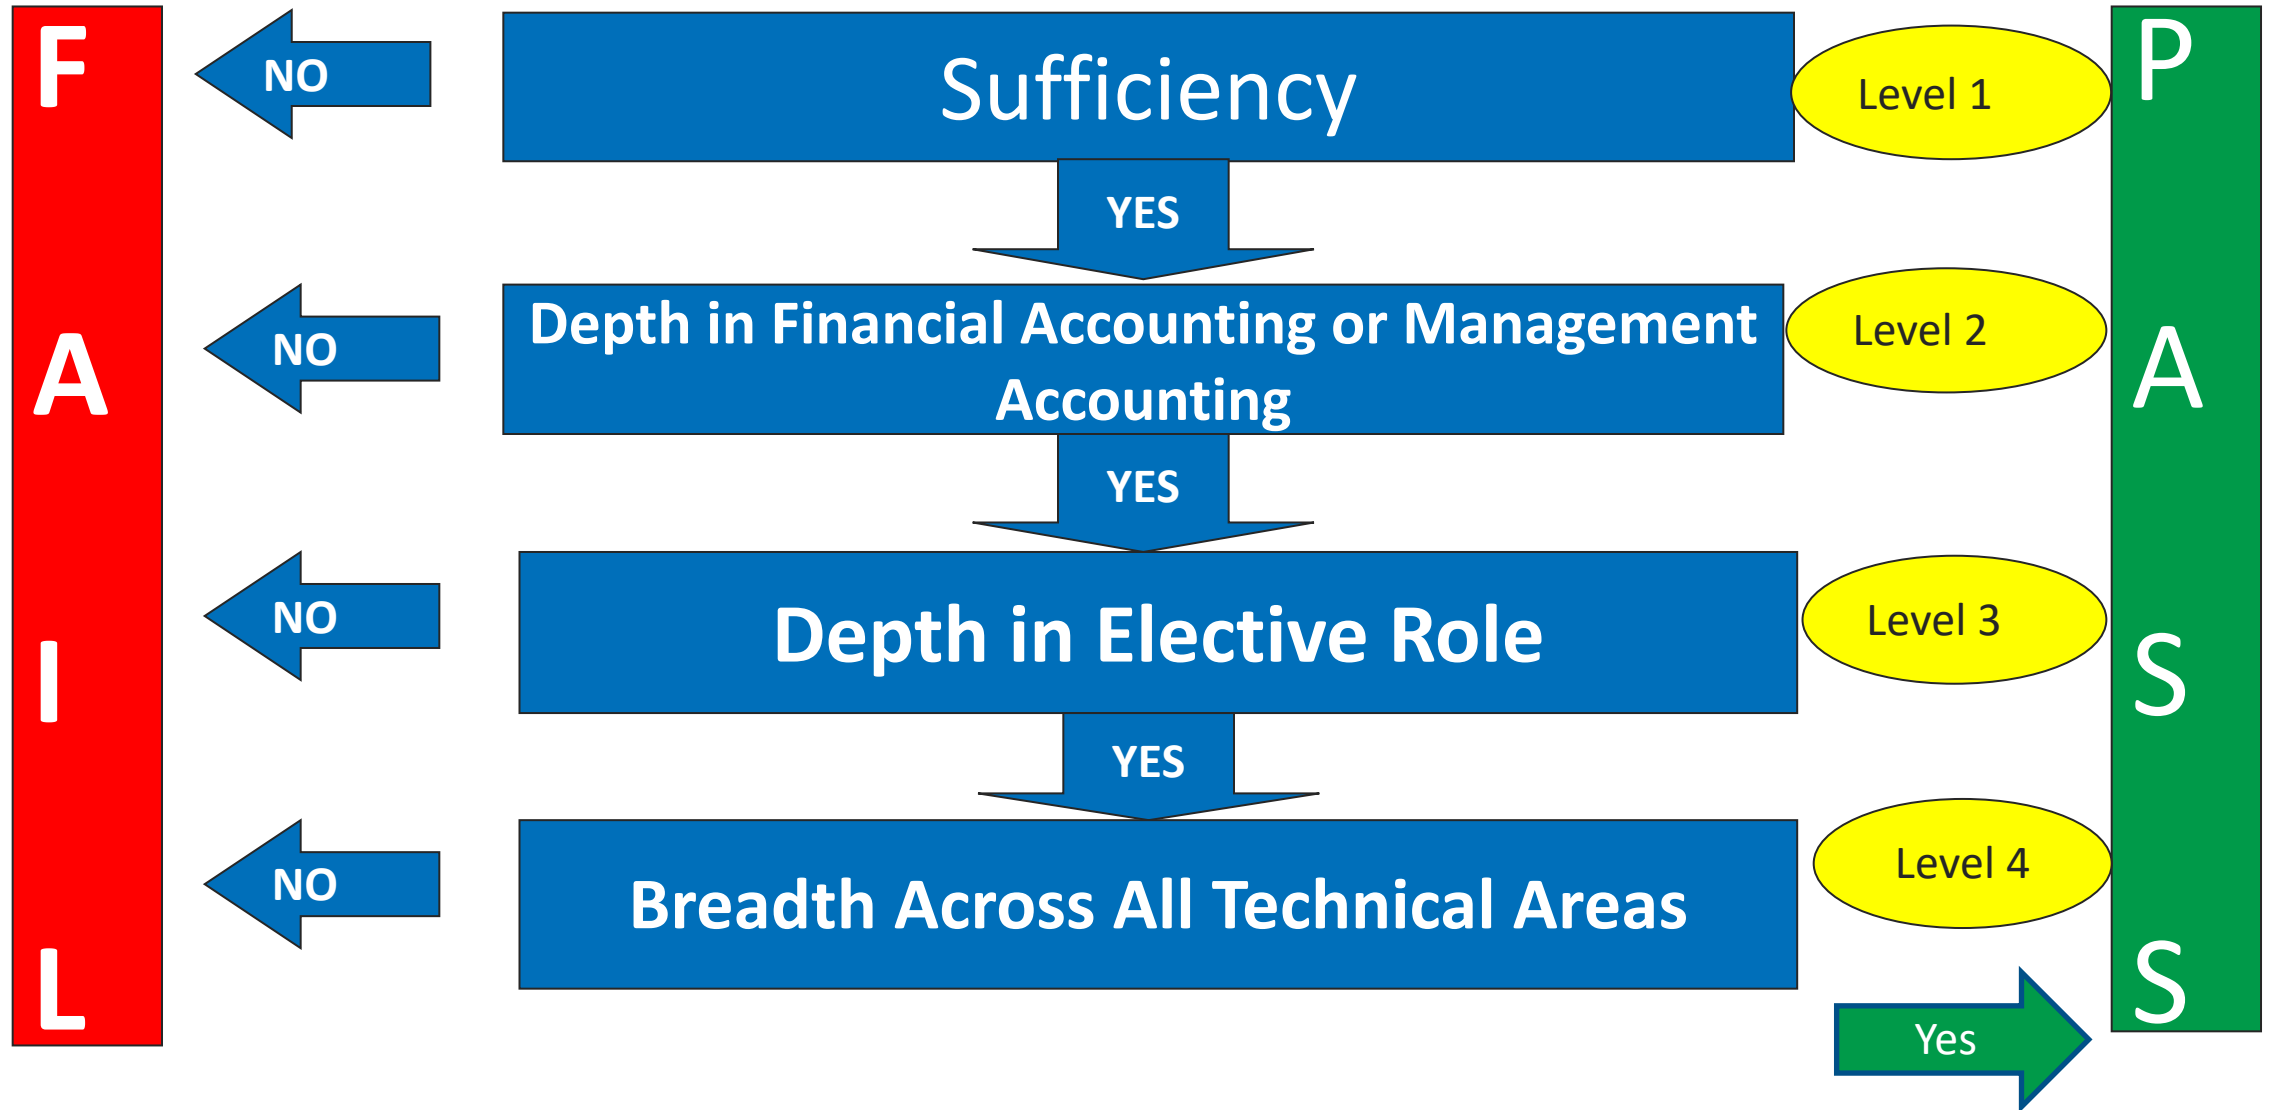 F
A
I
L
NO
Sufficiency
Level 1
YES
NO
Depth in Financial Accounting or Management
Accounting
Level 2
YES
NO
Depth in Elective Role
Level 3
YES
NO
Breadth Across All Technical Areas
Level 4
Yes
P
A
S
S